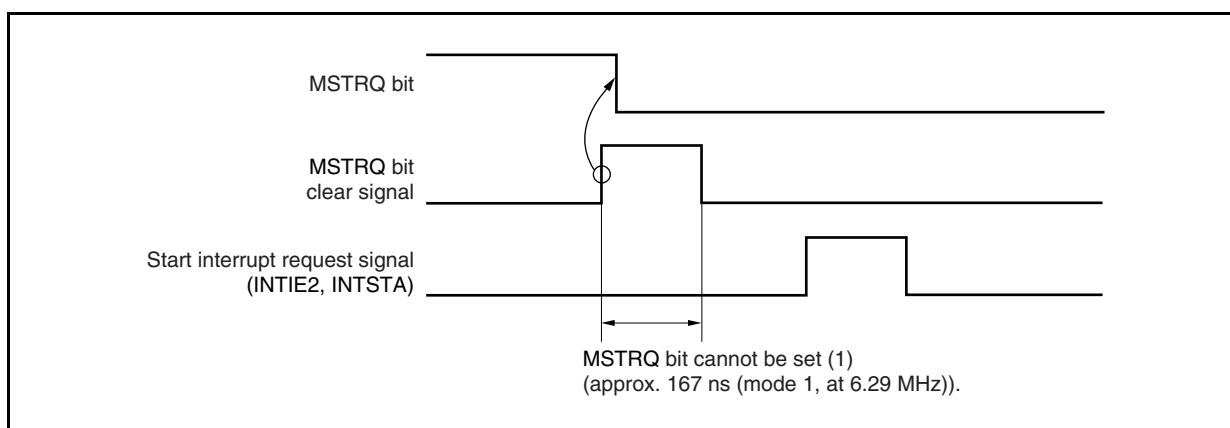 MSTRQ bit
MSTRQ bit
clear signal
Start interrupt request signal
(INTIE2, INTSTA)
MSTRQ bit cannot be set (1)
(approx. 167 ns (mode 1, at 6.29 MHz)).